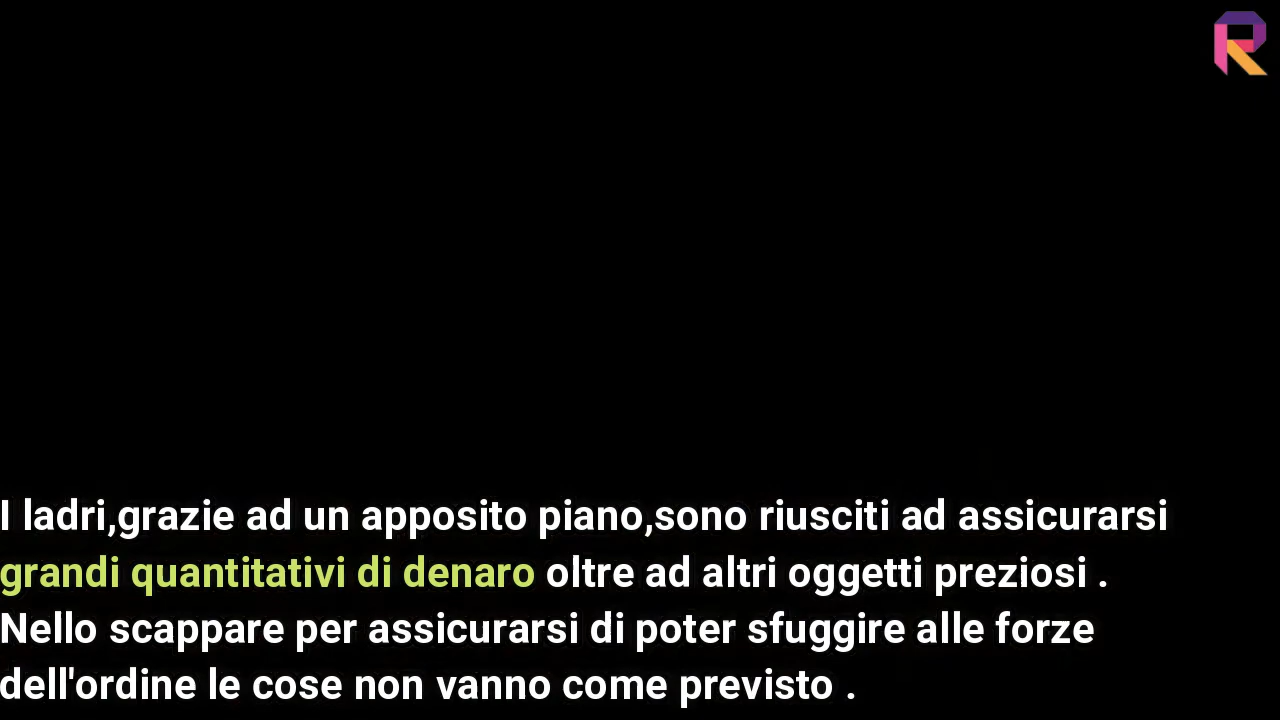 I ladri,grazie ad un apposito piano,sono riusciti ad assicurarsi
grandi quantitativi di denaro oltre ad altri oggetti preziosi .
Nello scappare per assicurarsi di poter sfuggire alle forze
dell'ordine le cose non vanno come previsto .